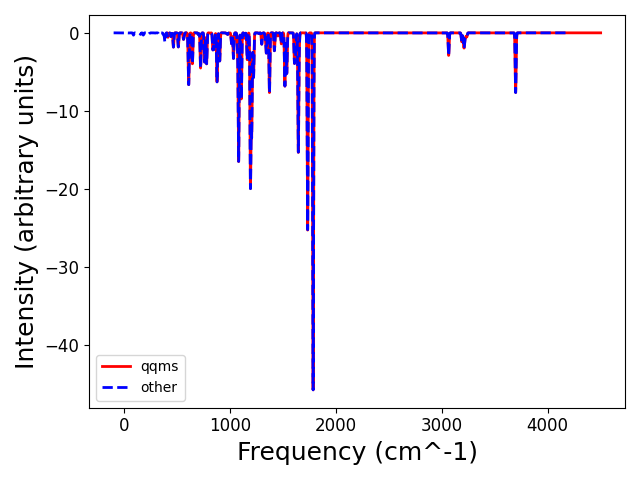 0
−10
−20
−30
−40
Intensity (arbitrary units)
qqms
other
0 1000 2000 3000 4000
Frequency (cm^-1)